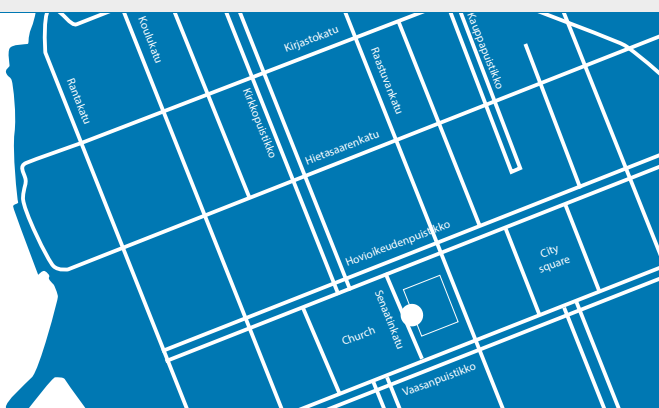 Koulukatu
Kirjastokatu
Kauppapuistikko
Raastuvankatu
Rantakatu
Kirkkopuistikko
Hietasaarenkatu
Hovioikeudenpuistikko
City
square
Senaatinkatu
Church
Vaasanpuistikko